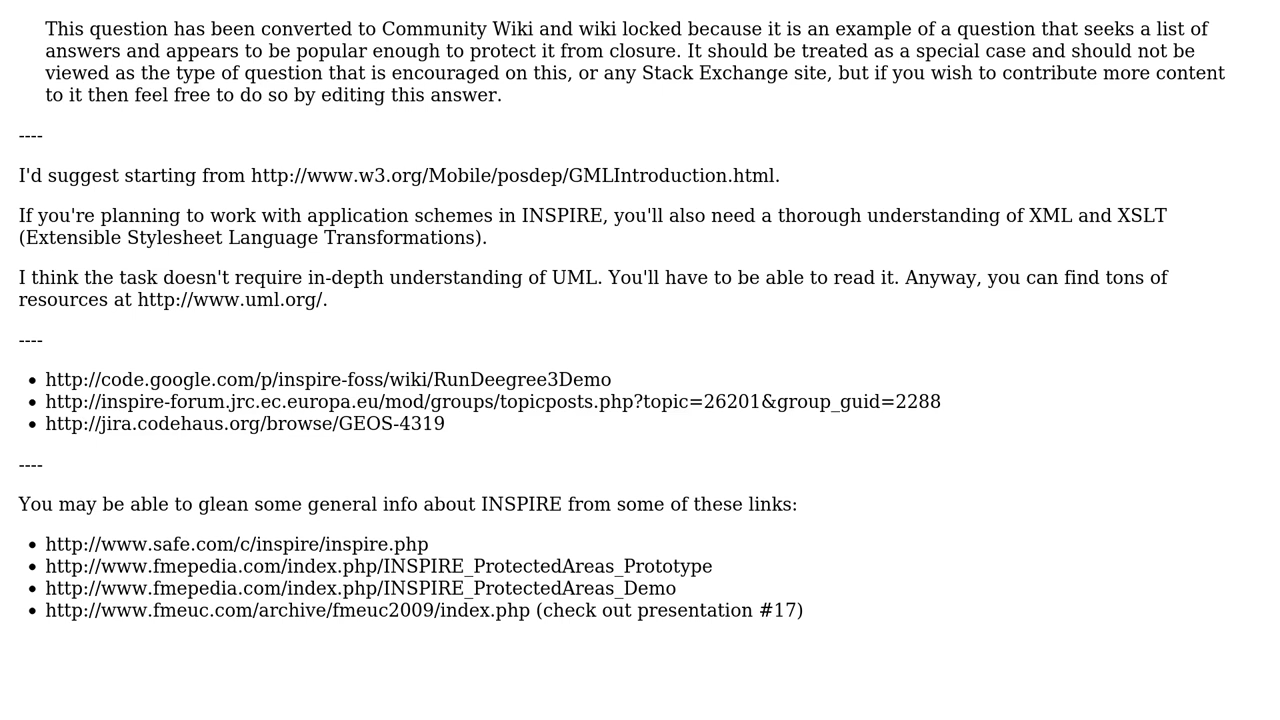 This question has been converted to Community Wiki and wiki locked because it is an example of a question that seeks a list of
answers and appears to be popular enough to protect it from closure. It should be treated as a special case and should not be
viewed as the type of question that is encouraged on this, or any Stack Exchange site, but if you wish to contribute more content
to it then feel free to do so by editing this answer.
----
I'd suggest starting from http://www.w3.org/Mobile/posdep/GMLIntroduction.html.
If you're planning to work with application schemes in INSPIRE, you'll also need a thorough understanding of XML and XSLT
(Extensible Stylesheet Language Transformations).
I think the task doesn't require in-depth understanding of UML. You'll have to be able to read it. Anyway, you can find tons of
resources at http://www.uml.org/.
----
• http://code.google.com/p/inspire-foss/wiki/RunDeegree3Demo
• http://inspire-forum.jrc.ec.europa.eu/mod/groups/topicposts.php?topic=26201&group_guid=2288
• http://jira.codehaus.org/browse/GEOS-4319
----
You may be able to glean some general info about INSPIRE from some of these links:
• http://www.safe.com/c/inspire/inspire.php
• http://www.fmepedia.com/index.php/INSPIRE_ProtectedAreas_Prototype
• http://www.fmepedia.com/index.php/INSPIRE_ProtectedAreas_Demo
• http://www.fmeuc.com/archive/fmeuc2009/index.php (check out presentation #17)